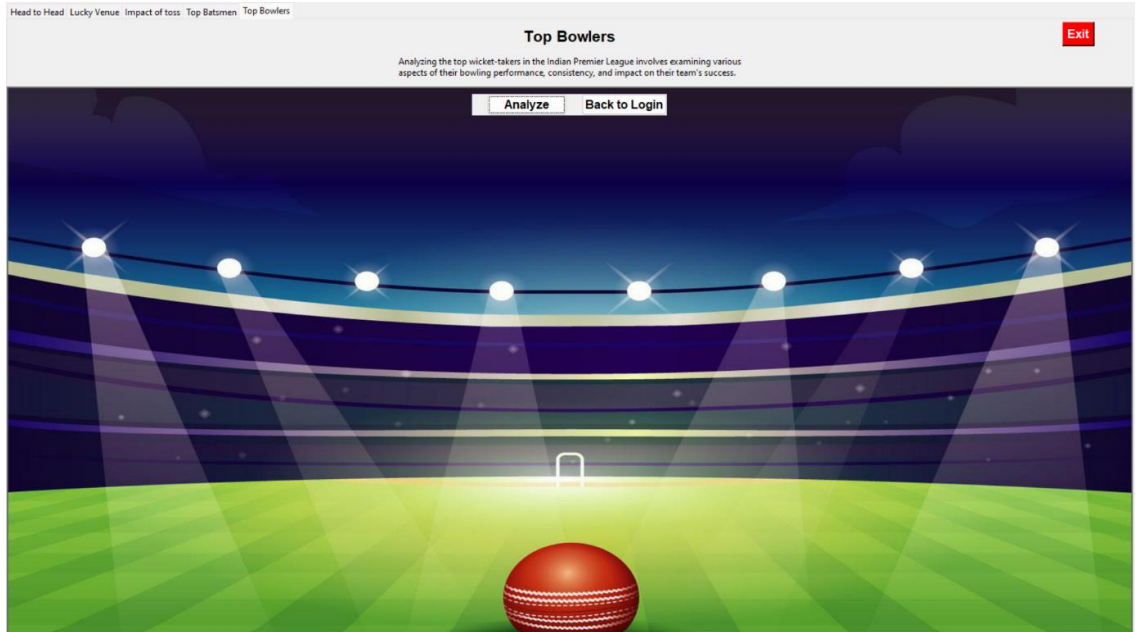 Head to Head Lucky Venue Impact of toss Top Batsmen Top Bowlers
Top Bowlers
Exit
Analyzing the top wicket-takers in the Indian Premier League involves examining various
aspects of their bowling performance, consistency, and impact on their team's success.
Analyze Back to Login